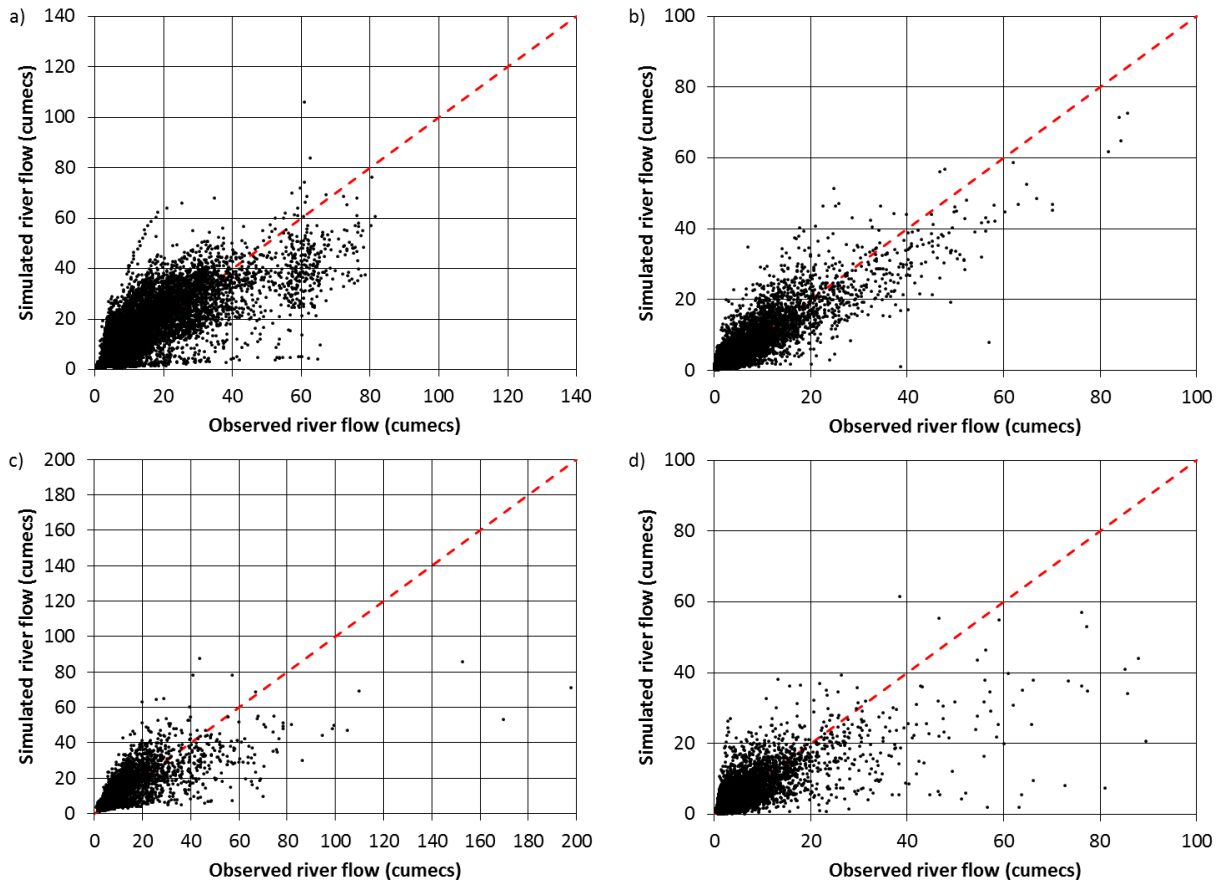 a)
140
120
100
80
60
40
20
0
Simulated river flow (cumecs)
0 20 40 60 80 100 120 140
Observed river flow (cumecs)
b)
100
80
60
40
20
0
Simulated river flow (cumecs)
0 20 40 60 80 100
Observed river flow (cumecs)
c)
200
180
160
140
120
100
80
60
40
20
0
Simulated river flow (cumecs)
0 20 40 60 80 100 120 140 160 180 200
Observed river flow (cumecs)
d)
100
80
60
40
20
0
Simulated river flow (cumecs)
0 20 40 60 80 100
Observed river flow (cumecs)